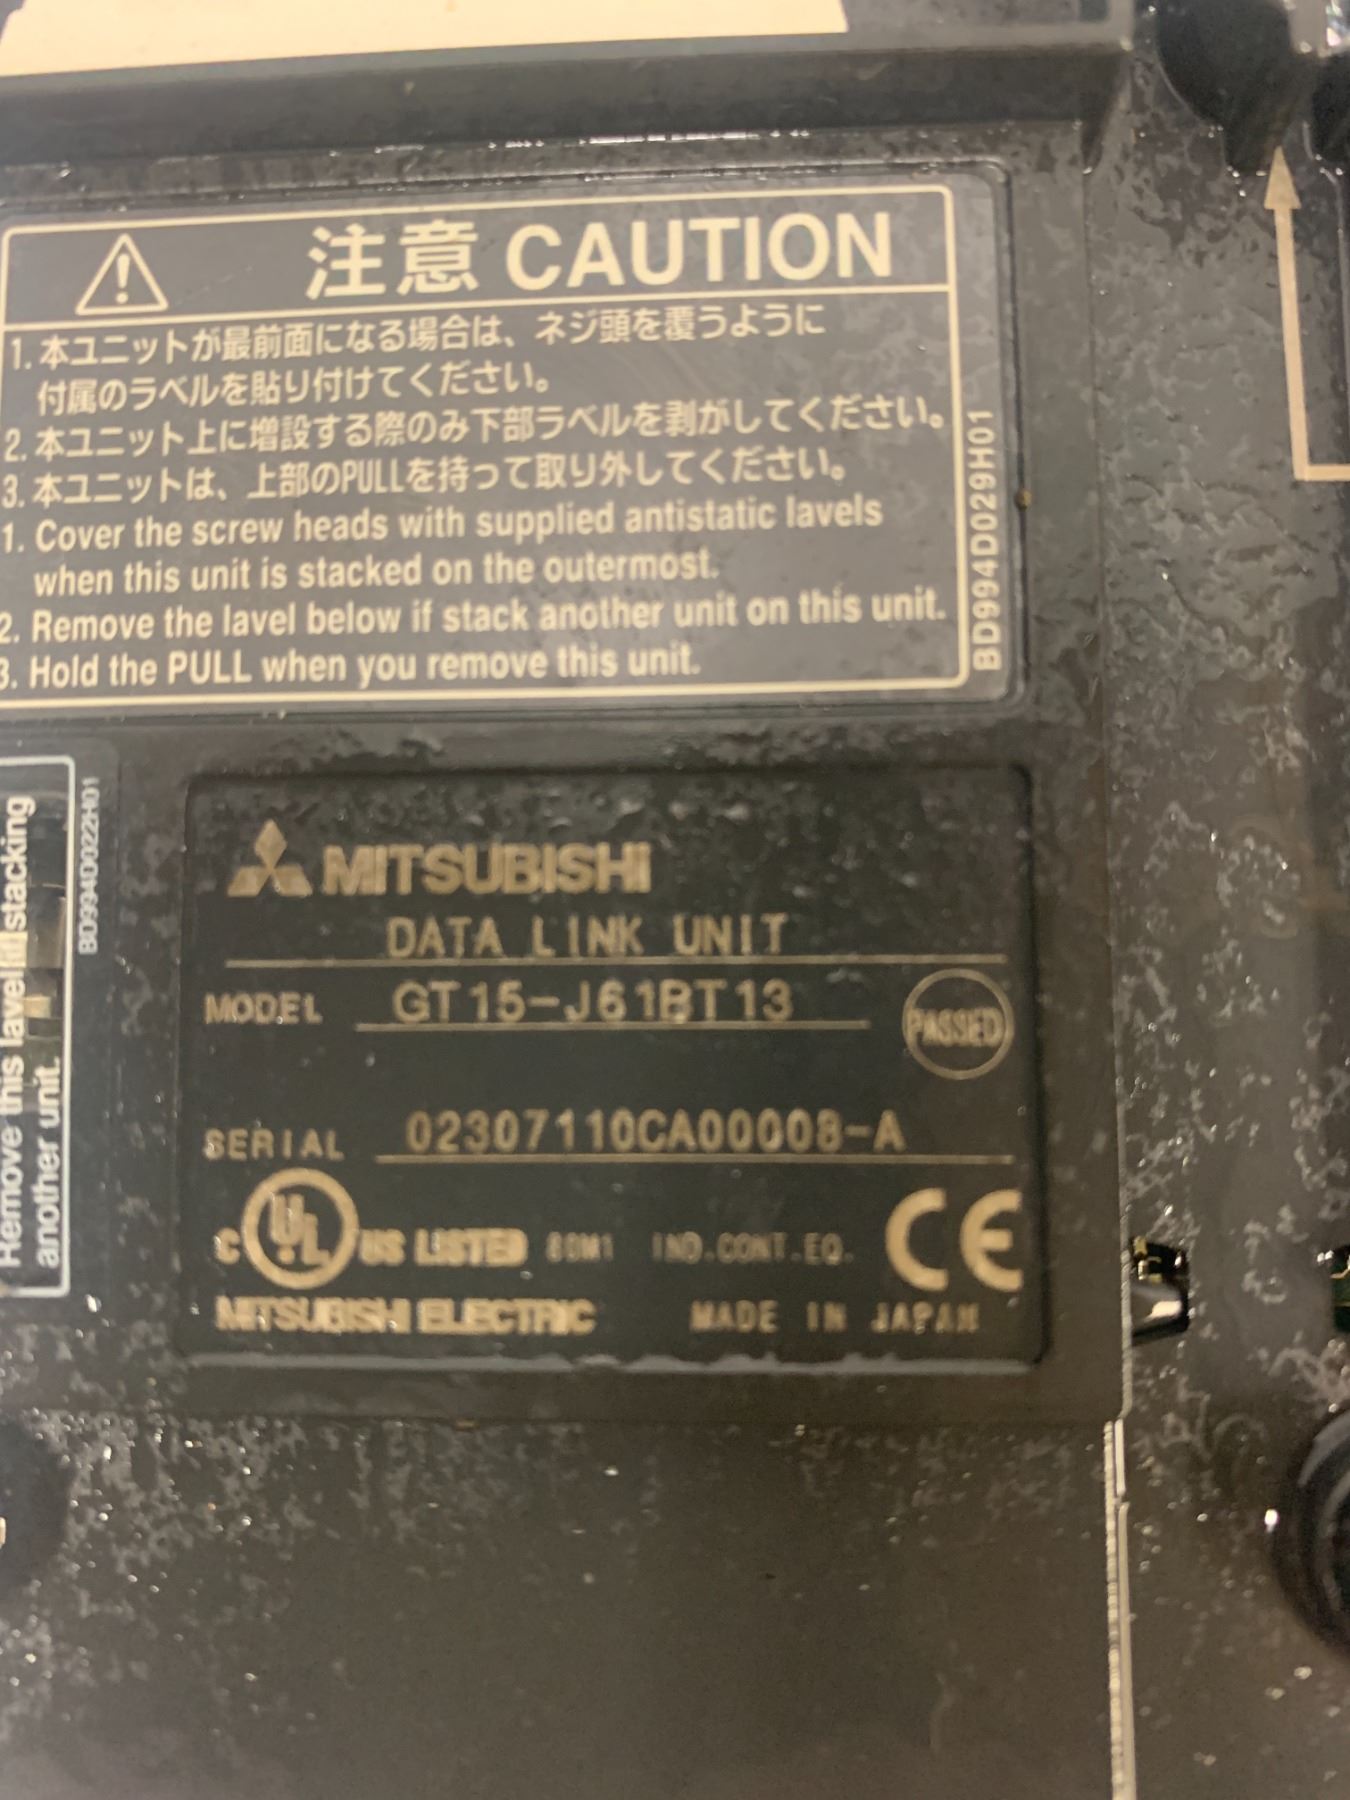 注意 CAUTION
1. 本ユニットが最前面になる場合は、ネジ頭を覆うように
付属のラベルを貼り付けてください。
2. 本ユニット上に増設する際のみ下部ラベルを剥がしてください。
3. 本ユニットは、上部のPULLを持って取り外してください。
1. Cover the screw heads with supplied antistatic lavels
when this unit is stacked on the outermost.
2. Remove the lavel below if stack another unit on this unit.
3. Hold the PULL when you remove this unit.
BD994D029H01
Remove this lavel if stacking
another unit.
BD994D022H01
MITSUBISHI
DATA LINK UNIT
MODEL GT15-J61BT13
PASSED
SERIAL 02307110CA00008-A
C UL US LISTED 80M1 IND.CONT.EQ. CE
MITSUBISHI ELECTRIC MADE IN JAPAN